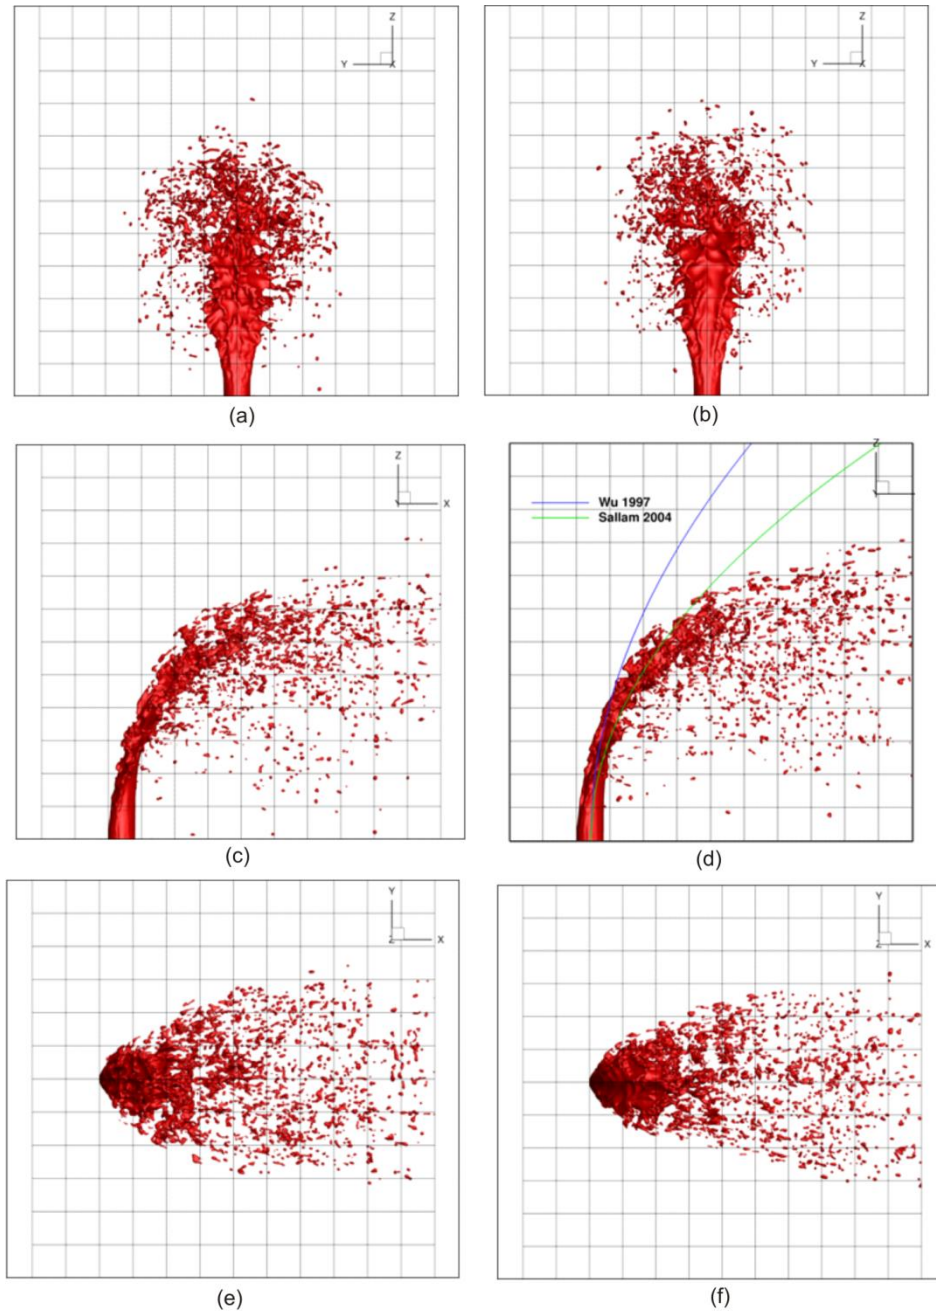 Z
Y X
(a)
Z
Y X
(b)
Z
Y X
(c)
Z
Y
Wu 1997
Sallam 2004
(d)
Y
Z X
(e)
Y
Z X
(f)